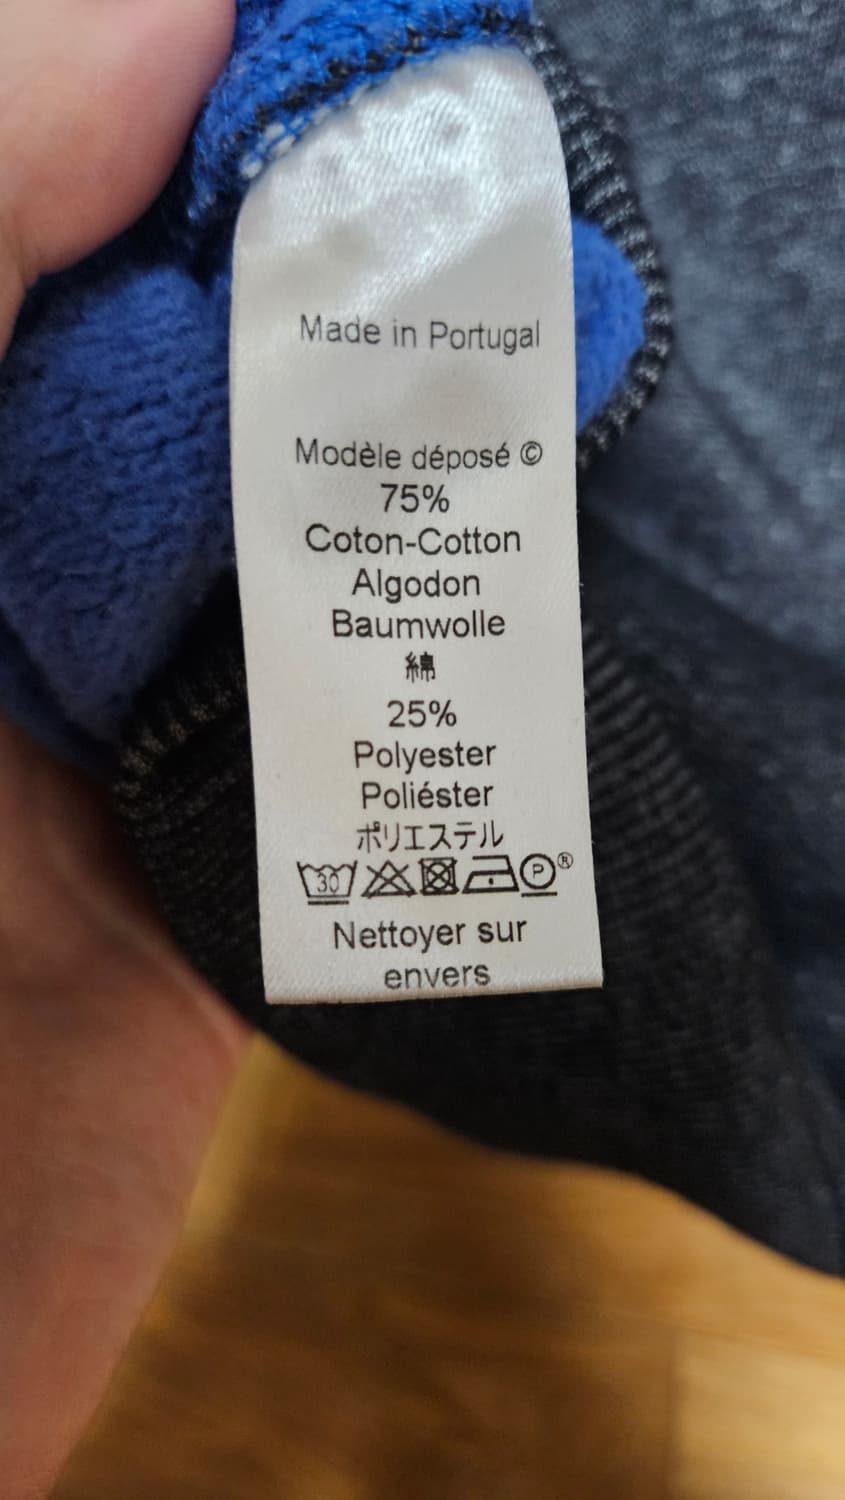 Made in Portugal
Modèle déposé ©
75%
Coton-Cotton
Algodon
Baumwolle
綿
25%
Polyester
Poliéster
ポリエステル
30 P ®
Nettoyer sur
envers